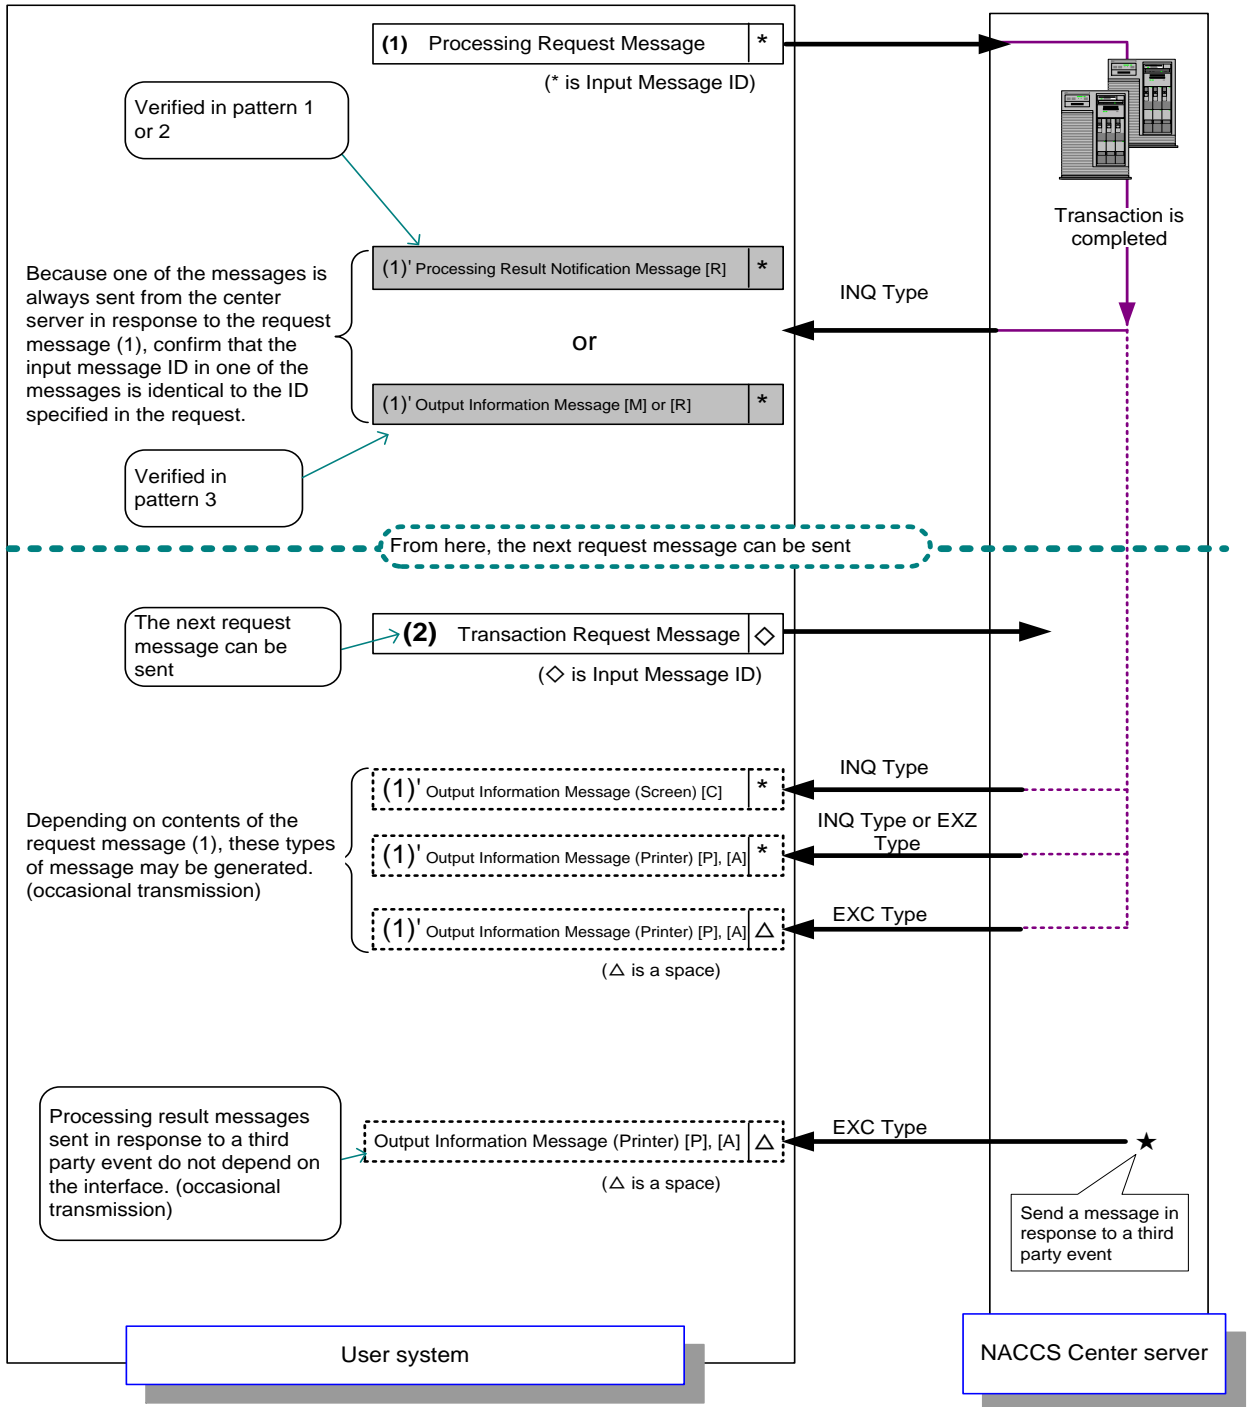 (1) Processing Request Message *
(* is Input Message ID)
Verified in pattern 1
or 2
Transaction is
completed
(1)' Processing Result Notification Message [R] *
INQ Type
Because one of the messages is
always sent from the center
server in response to the request
message (1), confirm that the
input message ID in one of the
messages is identical to the ID
specified in the request.
or
(1)' Output Information Message [M] or [R] *
Verified in
pattern 3
From here, the next request message can be sent
The next request
message can be
sent
(2) Transaction Request Message ◇
(◇ is Input Message ID)
INQ Type
(1)' Output Information Message (Screen) [C] *
Depending on contents of the
request message (1), these types
of message may be generated.
(occasional transmission)
INQ Type or EXZ
Type
(1)' Output Information Message (Printer) [P], [A] *
EXC Type
(1)' Output Information Message (Printer) [P], [A] △
(△ is a space)
Processing result messages
sent in response to a third
party event do not depend on
the interface. (occasional
transmission)
EXC Type
Output Information Message (Printer) [P], [A] △
★
(△ is a space)
Send a message in
response to a third
party event
User system
NACCS Center server